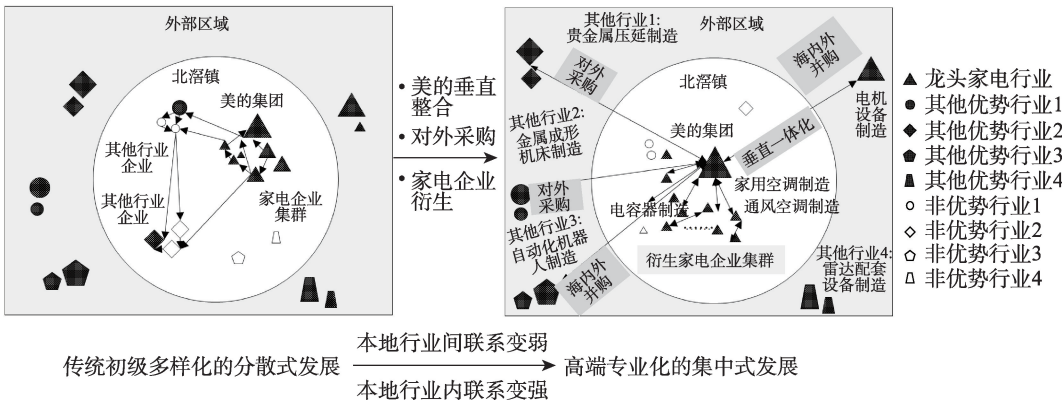 外部区域
北滘镇
美的集团
其他行业
企业
其他行业
企业
家电企业
集群
• 美的垂直
整合
• 对外采购
• 家电企业
衍生
外部区域
其他行业1:
贵金属压延制造
对外
采购
海内外
并购
北滘镇
电机
设备
制造
其他行业2:
金属成形
机床制造
美的集团
垂直一体化
对外
采购
家用空调制造
电容器制造
通风空调制造
其他行业3:
自动化机器
人制造
海内外
并购
衍生家电企业集群
其他行业4:
雷达配套
设备制造
龙头家电行业
其他优势行业1
其他优势行业2
其他优势行业3
其他优势行业4
非优势行业1
非优势行业2
非优势行业3
非优势行业4
传统初级多样化的分散式发展
本地行业间联系变弱
本地行业内联系变强
高端专业化的集中式发展